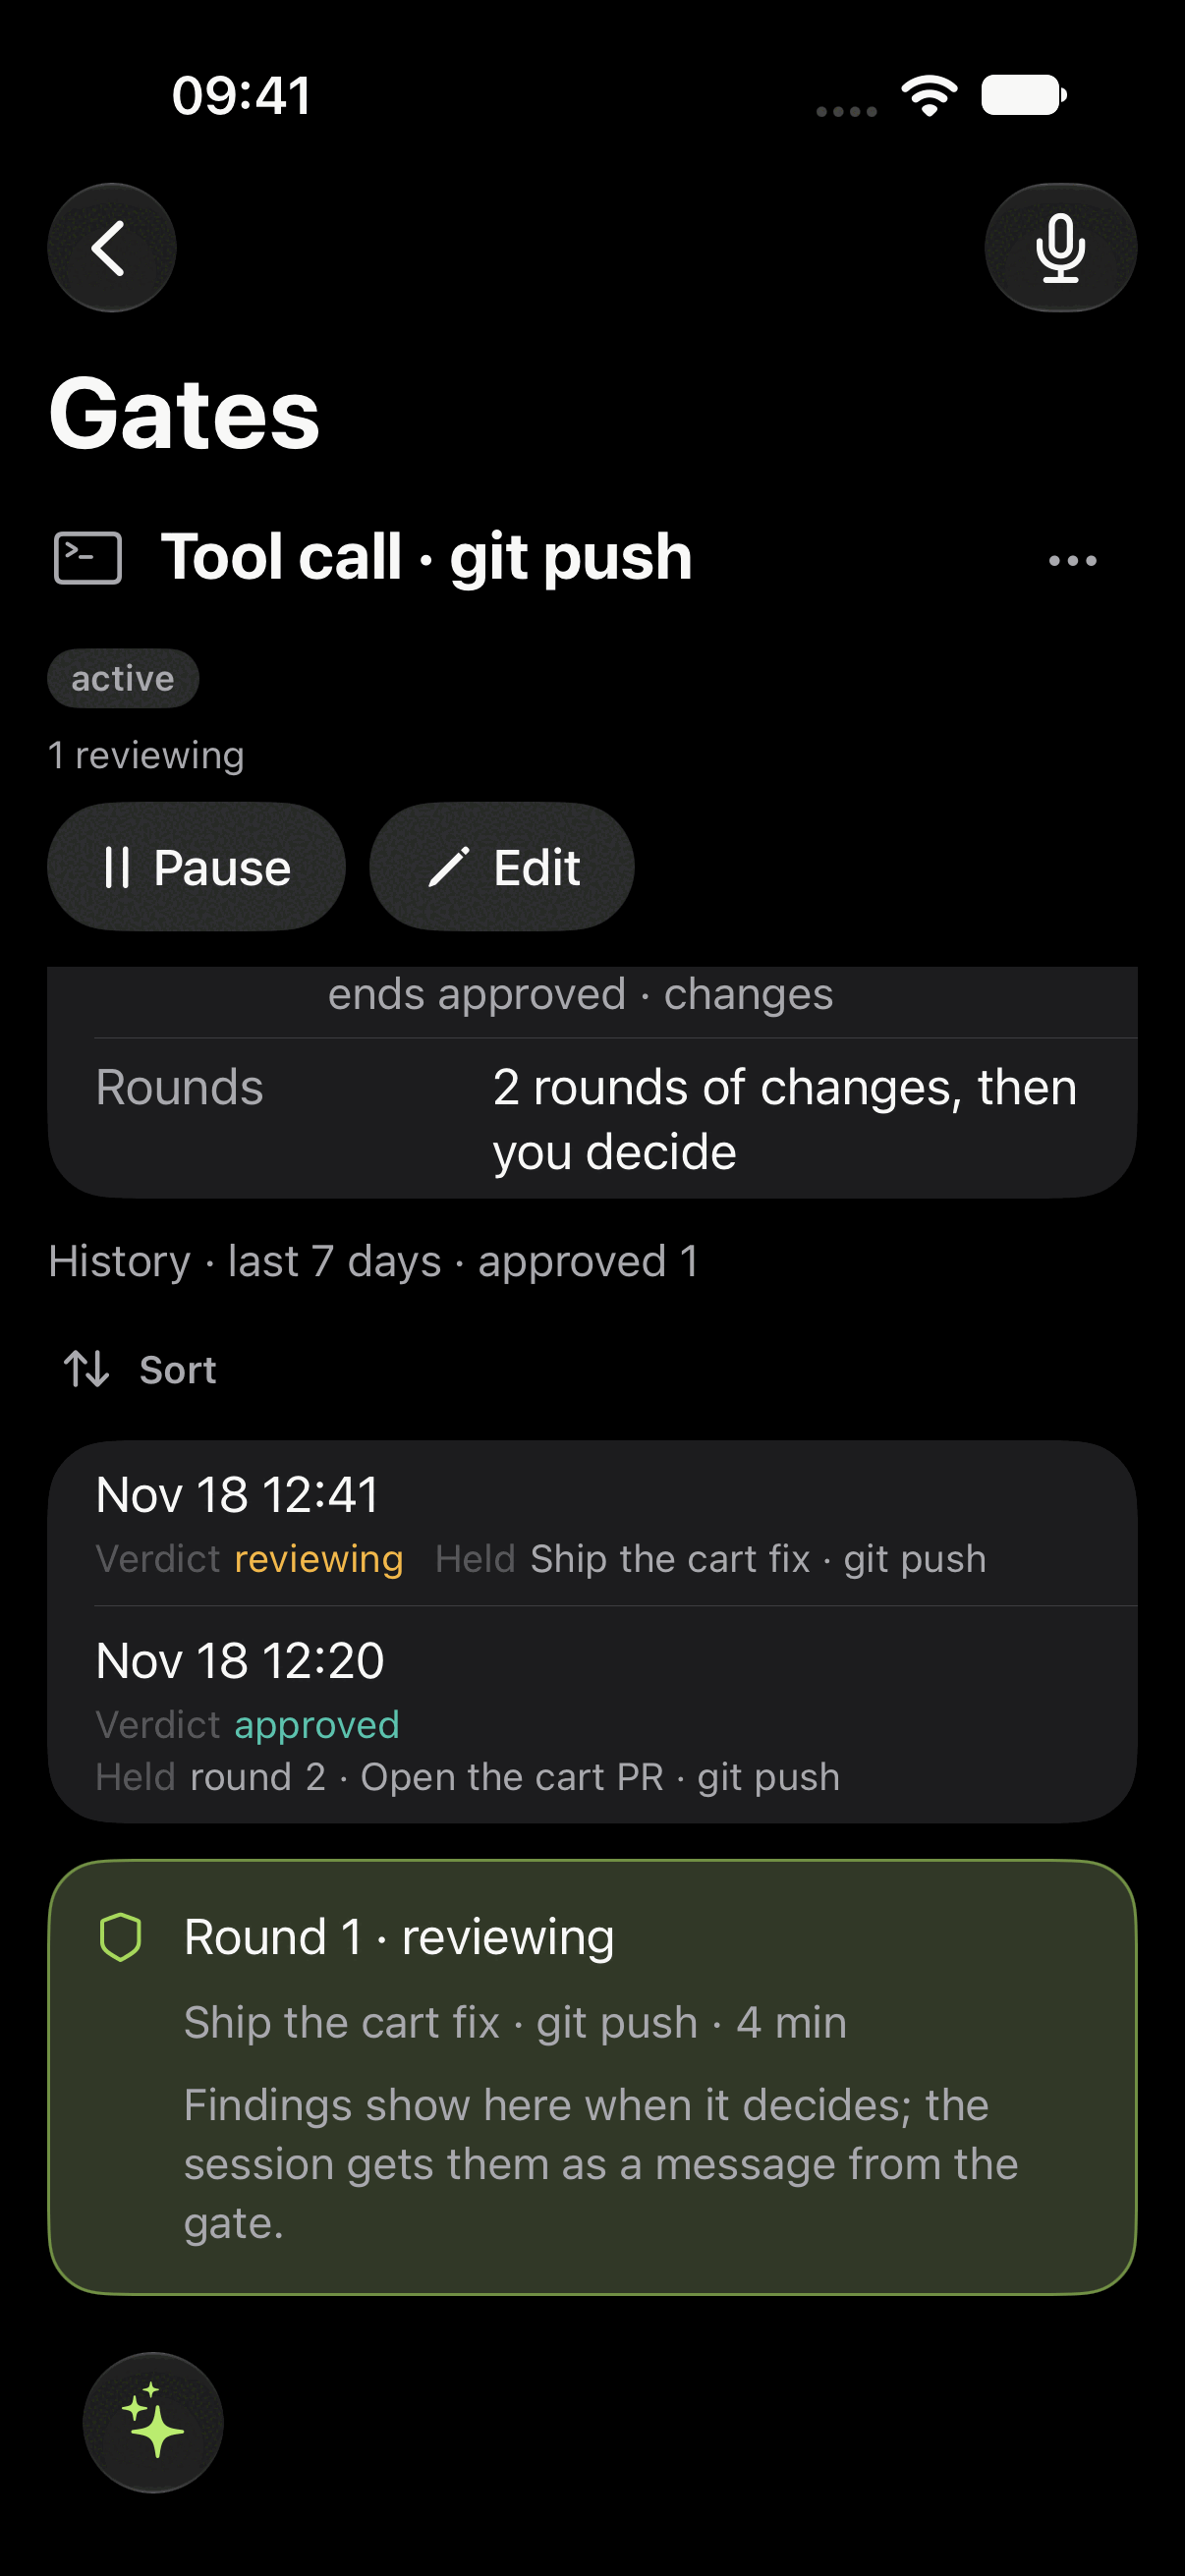 09:41
Gates
Tool call · git push
active
1 reviewing
Pause
Edit
ends approved · changes
Rounds
2 rounds of changes, then
you decide
History · last 7 days · approved 1
Sort
Nov 18 12:41
Verdict reviewing Held Ship the cart fix · git push
Nov 18 12:20
Verdict approved
Held round 2 · Open the cart PR · git push
Round 1 · reviewing
Ship the cart fix · git push · 4 min
Findings show here when it decides; the
session gets them as a message from the
gate.